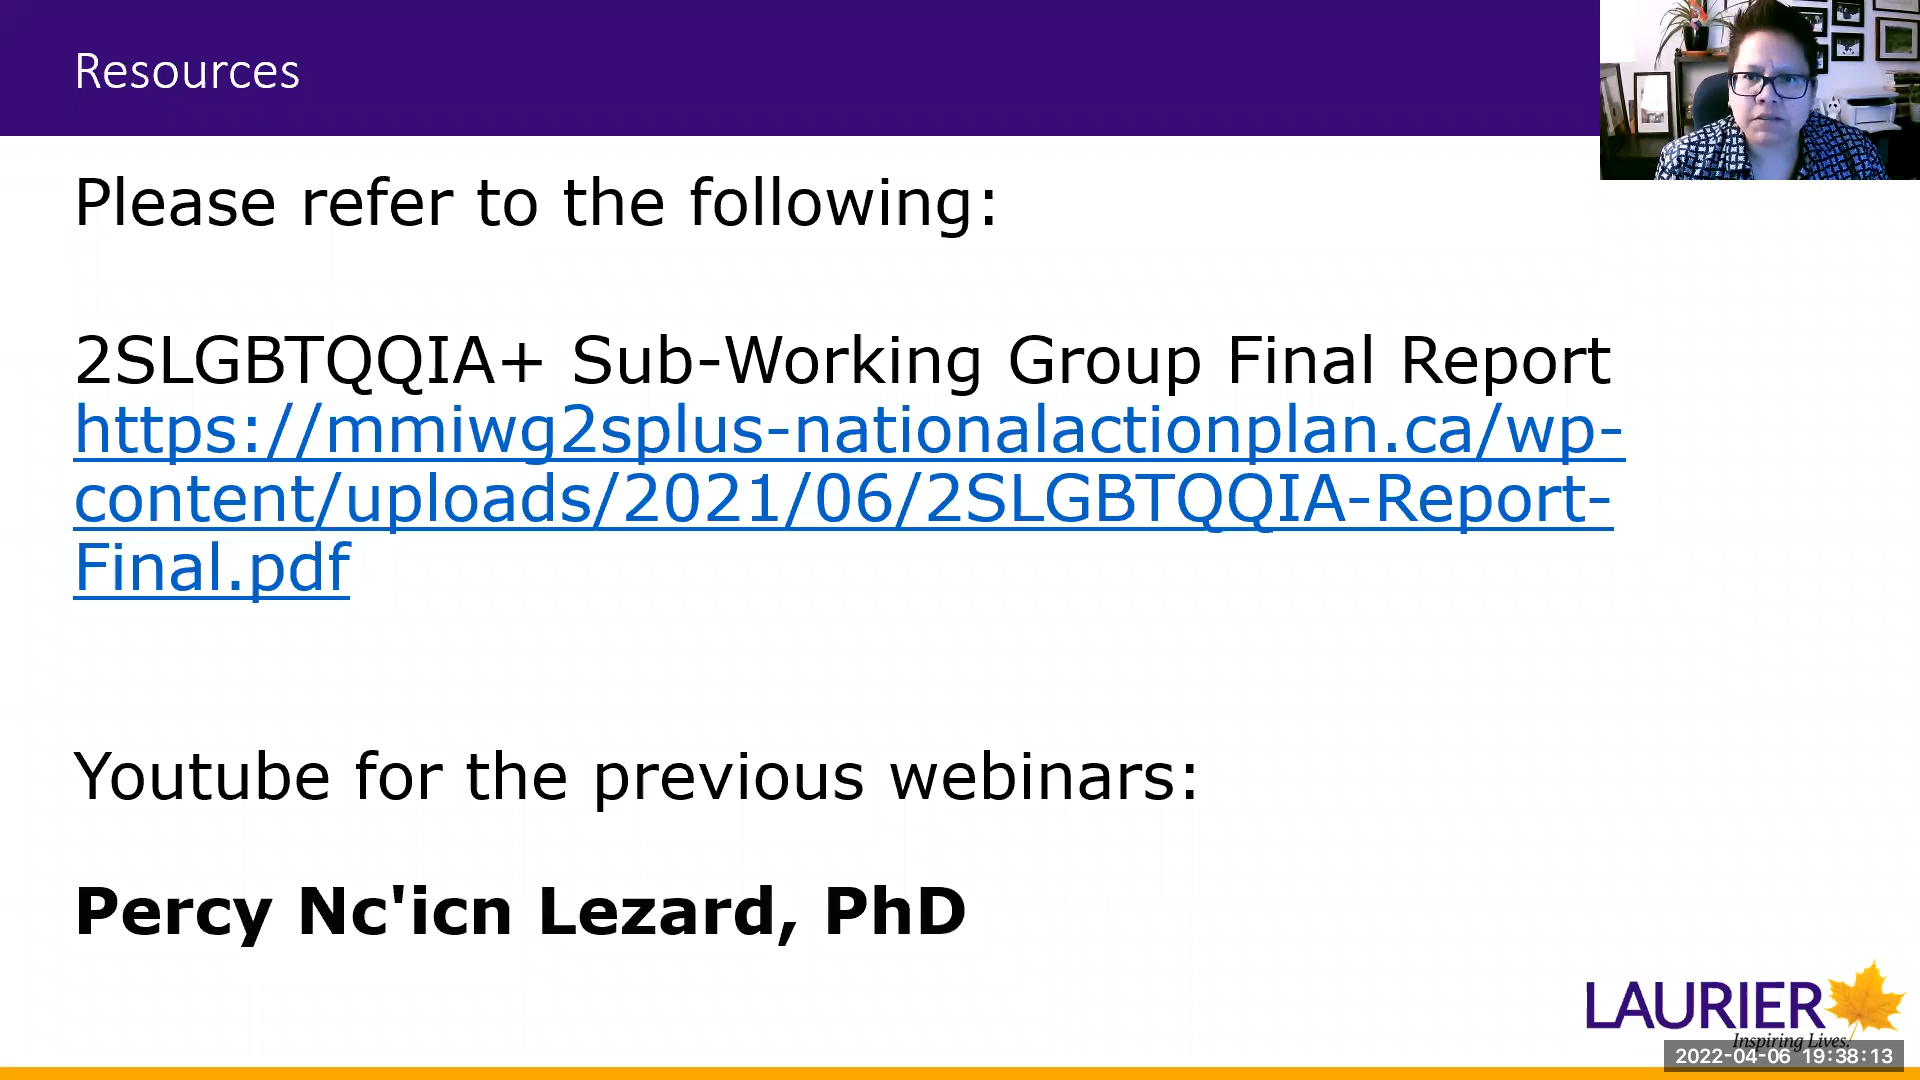 Resources
Please refer to the following:
2SLGBTQQIA+ Sub-Working Group Final Report
https://mmiwg2splus-nationalactionplan.ca/wp-
content/uploads/2021/06/2SLGBTQQIA-Report-
Final.pdf
Youtube for the previous webinars:
Percy Nc'icn Lezard, PhD
LAURIER
Inspiring Lives.
2022-04-06 19:38:13